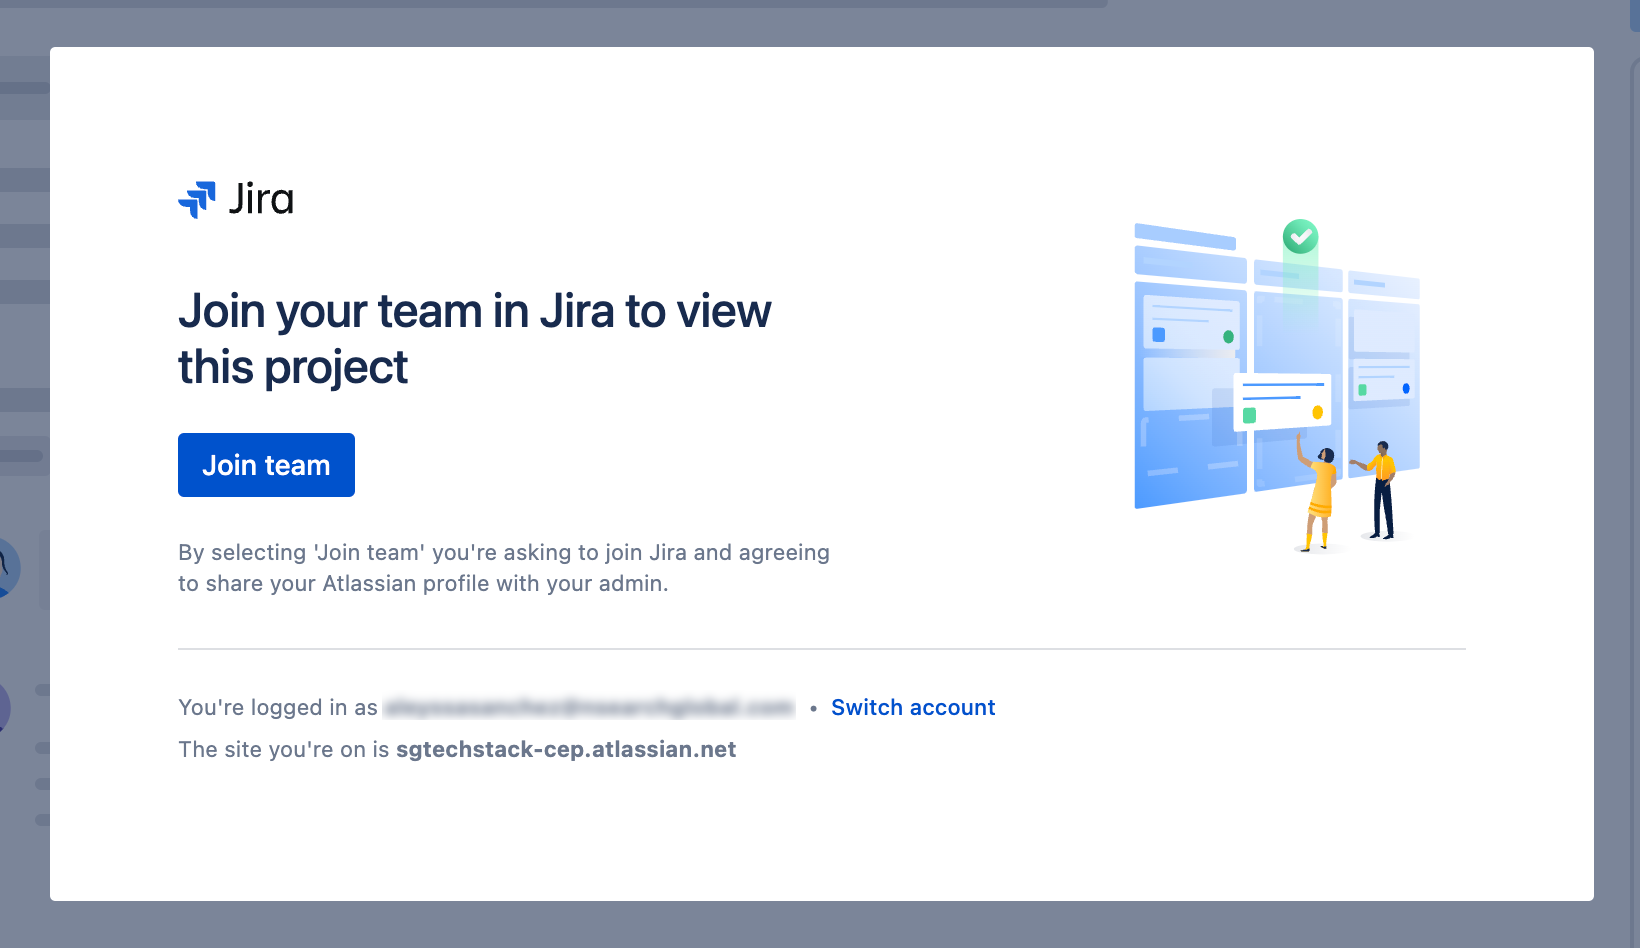 Jira
Join your team in Jira to view
this project
Join team
By selecting 'Join team' you're asking to join Jira and agreeing
to share your Atlassian profile with your admin.
You're logged in as • Switch account
The site you're on is sgtechstack-cep.atlassian.net